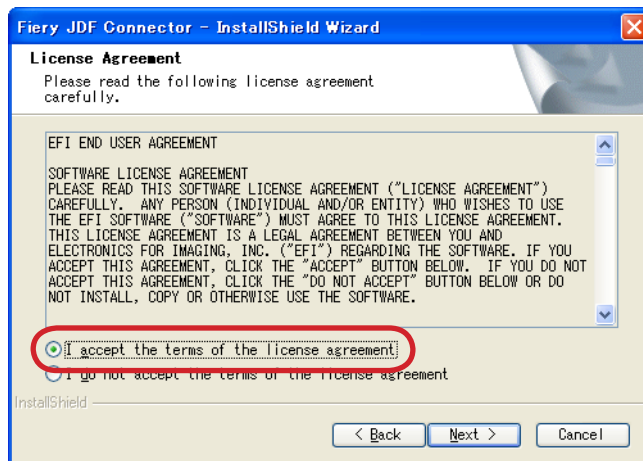 Fiery JDF Connector - InstallShield Wizard
License Agreement
Please read the following license agreement
carefully.
EFI END USER AGREEMENT
SOFTWARE LICENSE AGREEMENT
PLEASE READ THIS SOFTWARE LICENSE AGREEMENT ("LICENSE AGREEMENT")
CAREFULLY.  ANY PERSON (INDIVIDUAL AND/OR ENTITY) WHO WISHES TO USE
THE EFI SOFTWARE ("SOFTWARE") MUST AGREE TO THIS LICENSE AGREEMENT.
THIS LICENSE AGREEMENT IS A LEGAL AGREEMENT BETWEEN YOU AND
ELECTRONICS FOR IMAGING, INC. ("EFI") REGARDING THE SOFTWARE. IF YOU
ACCEPT THIS AGREEMENT, CLICK THE "ACCEPT" BUTTON BELOW.  IF YOU DO NOT
ACCEPT THIS AGREEMENT, CLICK THE "DO NOT ACCEPT" BUTTON BELOW OR DO
NOT INSTALL, COPY OR OTHERWISE USE THE SOFTWARE.
I accept the terms of the license agreement
I do not accept the terms of the license agreement
InstallShield
< Back
Next >
Cancel